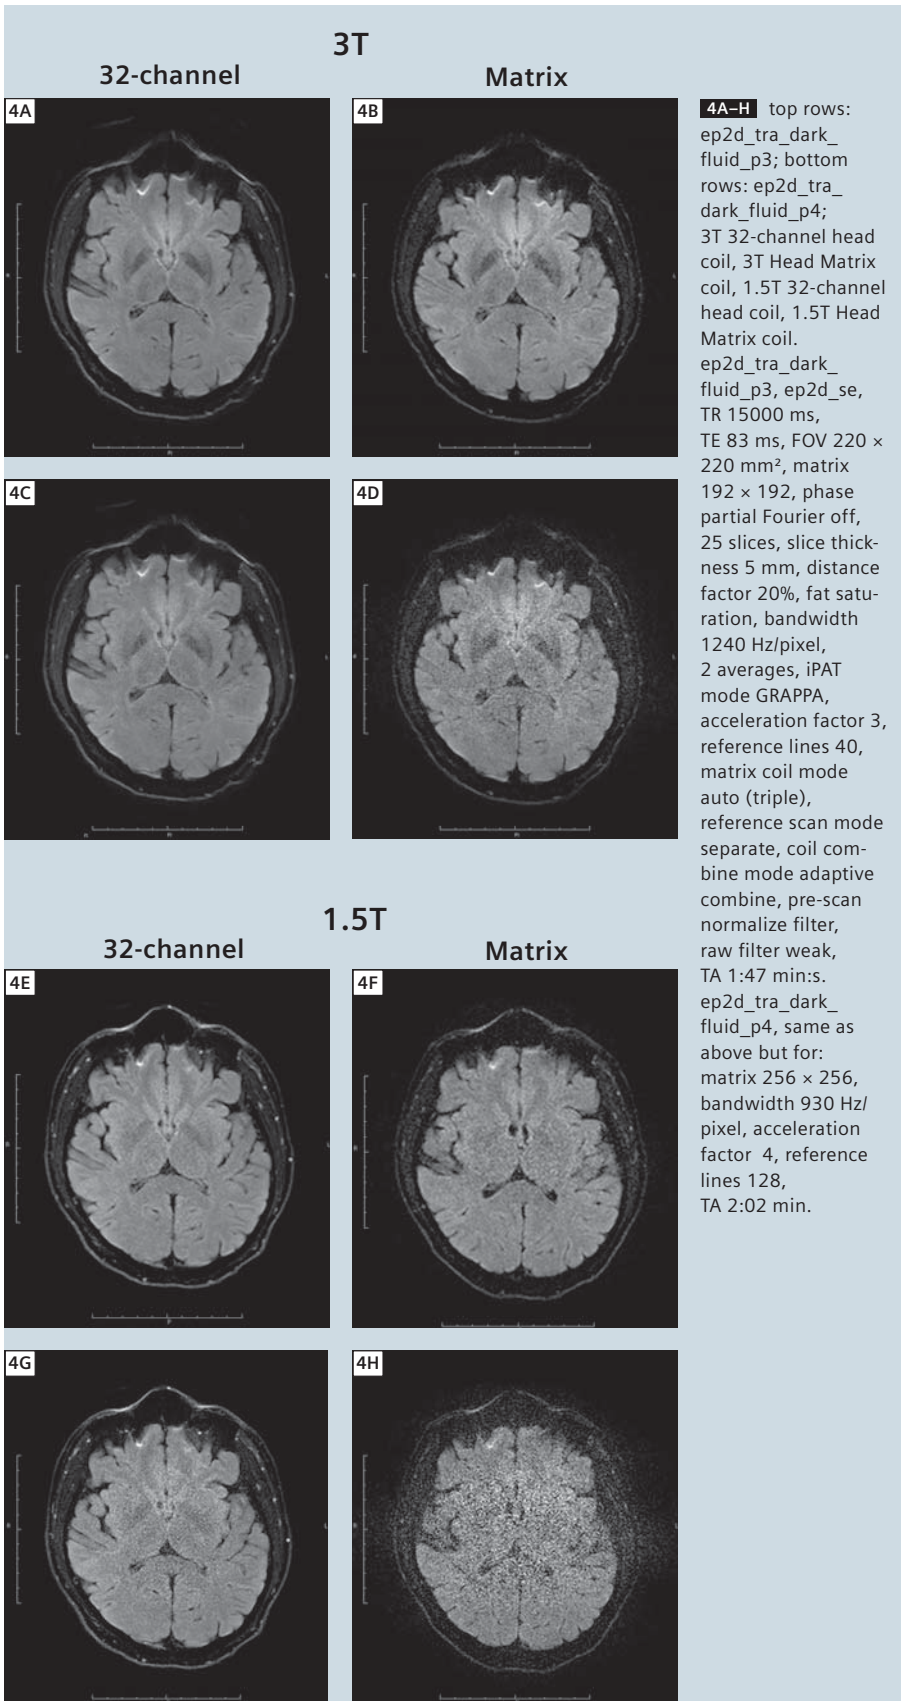 3T
32-channel
Matrix
4A
4B
4C
4D
1.5T
32-channel
Matrix
4E
4F
4G
4H
4A–H top rows:
ep2d_tra_dark_
fluid_p3; bottom
rows: ep2d_tra_
dark_fluid_p4;
3T 32-channel head
coil, 3T Head Matrix
coil, 1.5T 32-channel
head coil, 1.5T Head
Matrix coil.
ep2d_tra_dark_
fluid_p3, ep2d_se,
TR 15000 ms,
TE 83 ms, FOV 220 ×
220 mm², matrix
192 × 192, phase
partial Fourier off,
25 slices, slice thick-
ness 5 mm, distance
factor 20%, fat satu-
ration, bandwidth
1240 Hz/pixel,
2 averages, iPAT
mode GRAPPA,
acceleration factor 3,
reference lines 40,
matrix coil mode
auto (triple),
reference scan mode
separate, coil com-
bine mode adaptive
combine, pre-scan
normalize filter,
raw filter weak,
TA 1:47 min:s.
ep2d_tra_dark_
fluid_p4, same as
above but for:
matrix 256 × 256,
bandwidth 930 Hz/
pixel, acceleration
factor 4, reference
lines 128,
TA 2:02 min.